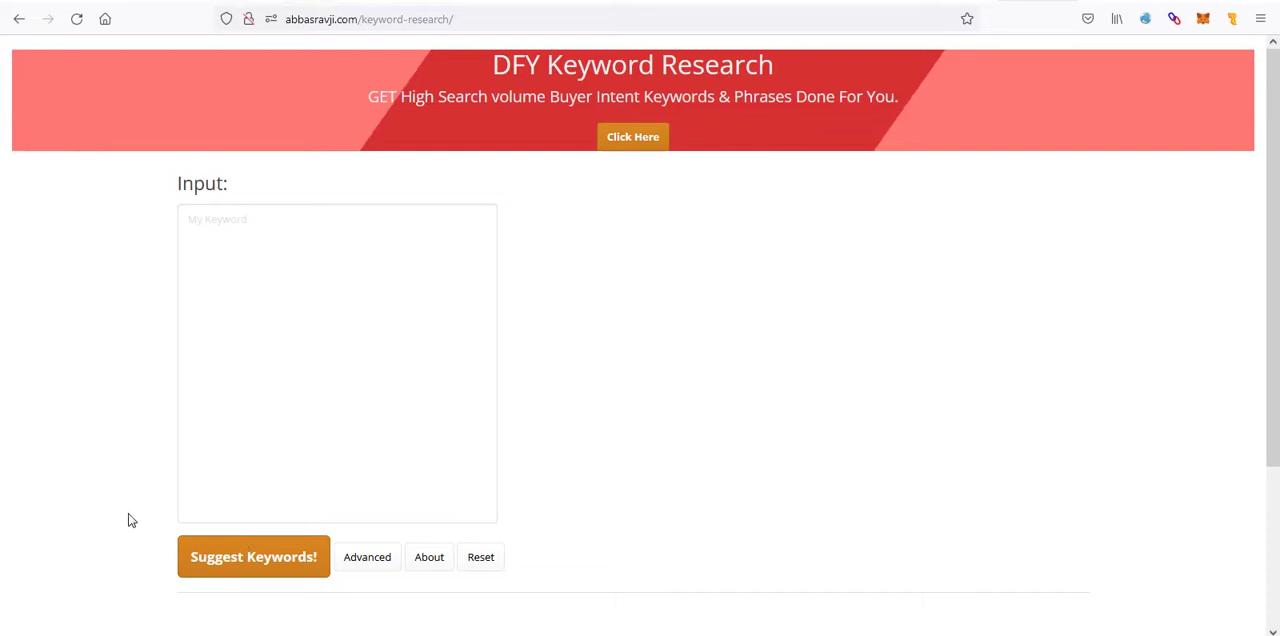 abbasravji.com/keyword-research/
DFY Keyword Research
GET High Search volume Buyer Intent Keywords & Phrases Done For You.
Click Here
Input:
My Keyword
Suggest Keywords!
Advanced
About
Reset